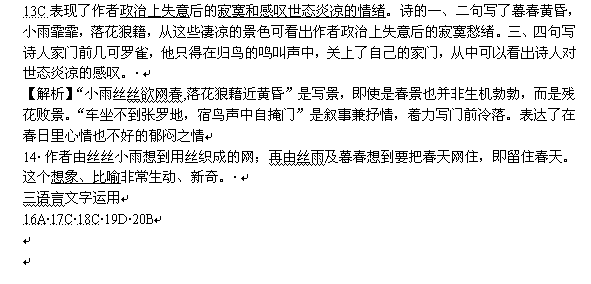 13C 表现了作者政治上失意后的寂寞和感叹世态炎凉的情绪。诗的一、二句写了暮春黄昏，
小雨霏霏，落花狼籍，从这些凄凉的景色可看出作者政治上失意后的寂寞愁绪。三、四句写
诗人家门前几可罗雀，他只得在归鸟的鸣叫声中，关上了自己的家门，从中可以看出诗人对
世态炎凉的感叹。·↵
【解析】“小雨丝丝欲网春,落花狼籍近黄昏”是写景，即使是春景也并非生机勃勃，而是残
花败景。“车坐不到张罗地，宿鸟声中自掩门”是叙事兼抒情，着力写门前冷落。表达了在
春日里心情也不好的郁闷之情↵
14· 作者由丝丝小雨想到用丝织成的网；再由丝雨及暮春想到要把春天网住，即留住春天。
这个想象、比喻非常生动、新奇。·↵
三语言文字运用↵
16A·17C·18C·19D·20B↵
↵
↵